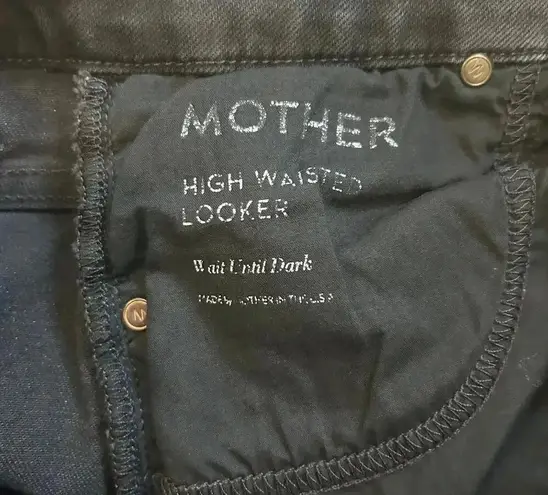 MOTHER
HIGH WAISTED
LOOKER
Wait Until Dark
MADE MOTHER IN THE U.S.A